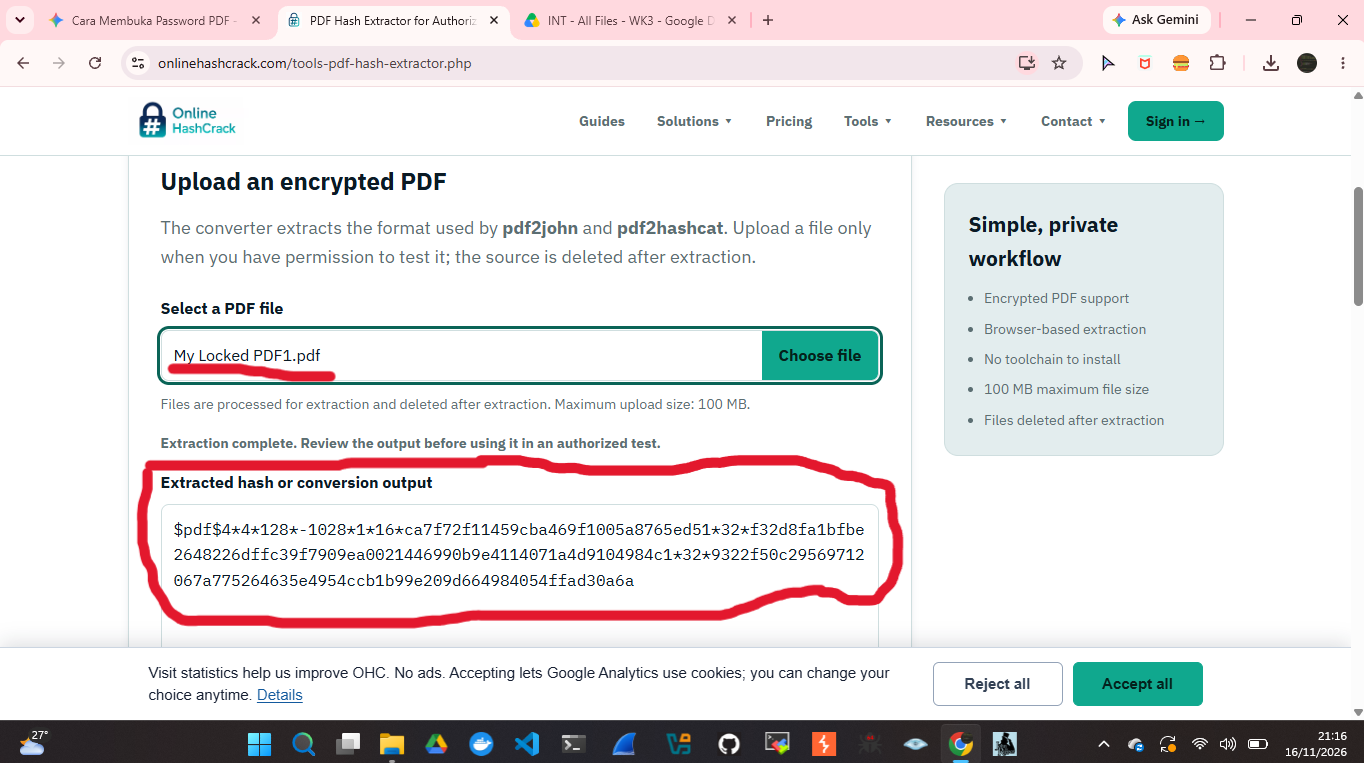 Cara Membuka Password PDF -
PDF Hash Extractor for Authoriz
INT - All Files - WK3 - Google D
Ask Gemini
onlinehashcrack.com/tools-pdf-hash-extractor.php
Online
HashCrack
Guides
Solutions
Pricing
Tools
Resources
Contact
Sign in →
Upload an encrypted PDF
The converter extracts the format used by pdf2john and pdf2hashcat. Upload a file only
when you have permission to test it; the source is deleted after extraction.
Select a PDF file
My Locked PDF1.pdf
Choose file
Files are processed for extraction and deleted after extraction. Maximum upload size: 100 MB.
Extraction complete. Review the output before using it in an authorized test.
Extracted hash or conversion output
$pdf$4*4*128*-1028*1*16*ca7f72f11459cba469f1005a8765ed51*32*f32d8fa1bfbe
2648226dffc39f7909ea0021446990b9e4114071a4d9104984c1*32*9322f50c29569712
067a775264635e4954ccb1b99e209d664984054ffad30a6a
Simple, private
workflow
Encrypted PDF support
Browser-based extraction
No toolchain to install
100 MB maximum file size
Files deleted after extraction
Visit statistics help us improve OHC. No ads. Accepting lets Google Analytics use cookies; you can change your
choice anytime. Details
Reject all
Accept all
27°
21:16
16/11/2026